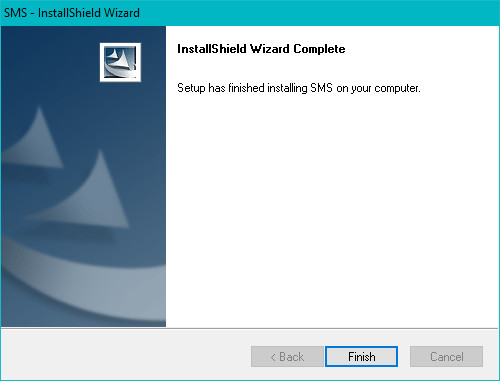 SMS - InstallShield Wizard
InstallShield Wizard Complete
Setup has finished installing SMS on your computer.
< Back
Finish
Cancel